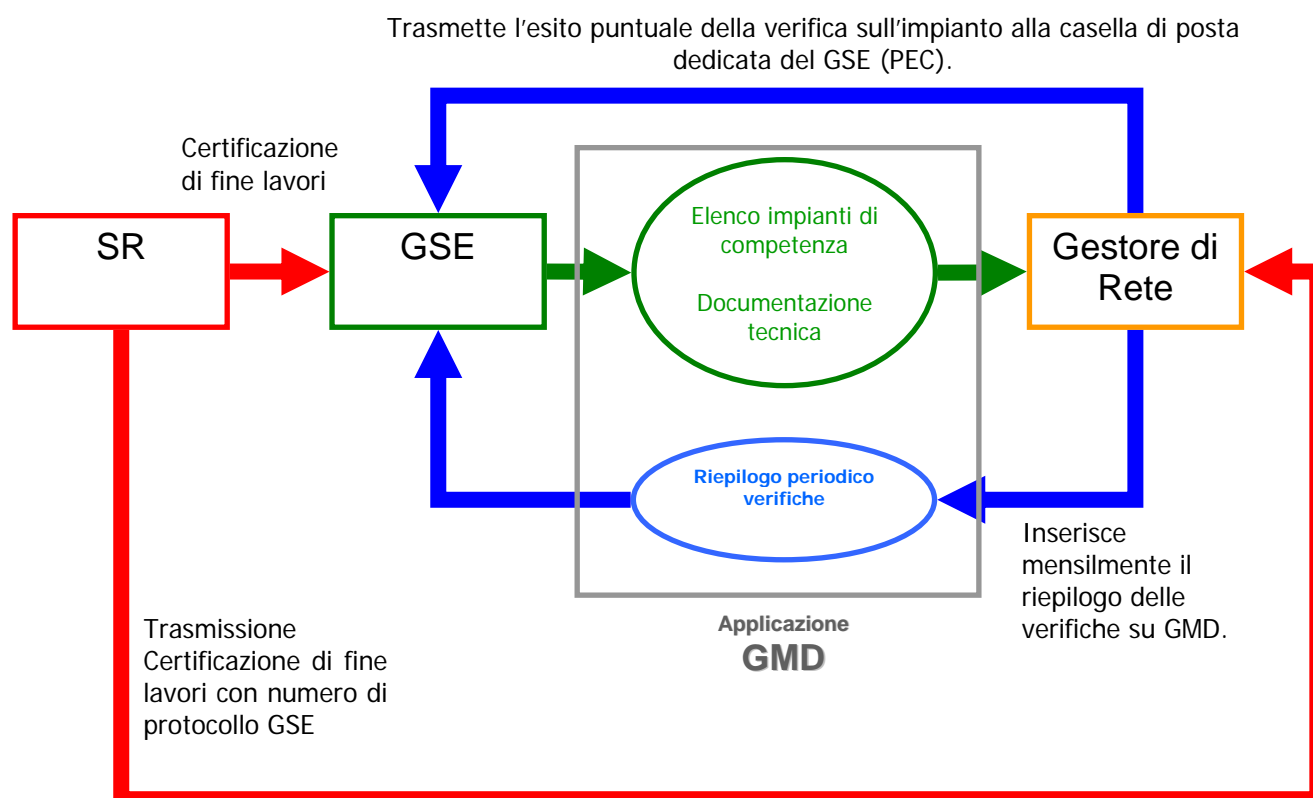 Trasmette l'esito puntuale della verifica sull'impianto alla casella di posta
dedicata del GSE (PEC).
Certificazione
di fine lavori
SR
GSE
Elenco impianti di
competenza
Documentazione
tecnica
Gestore di
Rete
Riepilogo periodico
verifiche
Inserisce
mensilmente il
riepilogo delle
verifiche su GMD.
Applicazione
GMD
Trasmissione
Certificazione di fine
lavori con numero di
protocollo GSE